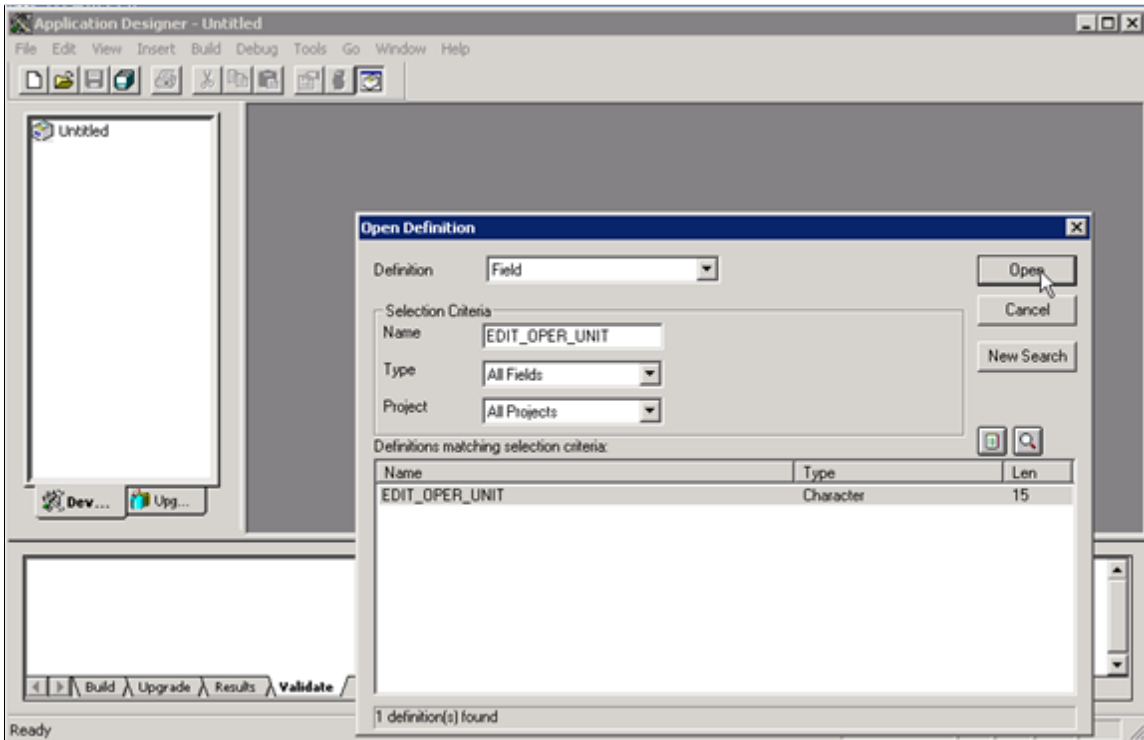 Application Designer - Untitled
File Edit View Insert Build Debug Tools Go Window Help
Untitled
Dev... Upg...
Open Definition
Definition Field Open
Selection Criteria Cancel
Name EDIT_OPER_UNIT
New Search
Type All Fields
Project All Projects
Definitions matching selection criteria:
Name Type Len
EDIT_OPER_UNIT Character 15
Build Upgrade Results Validate
1 definition(s) found
Ready